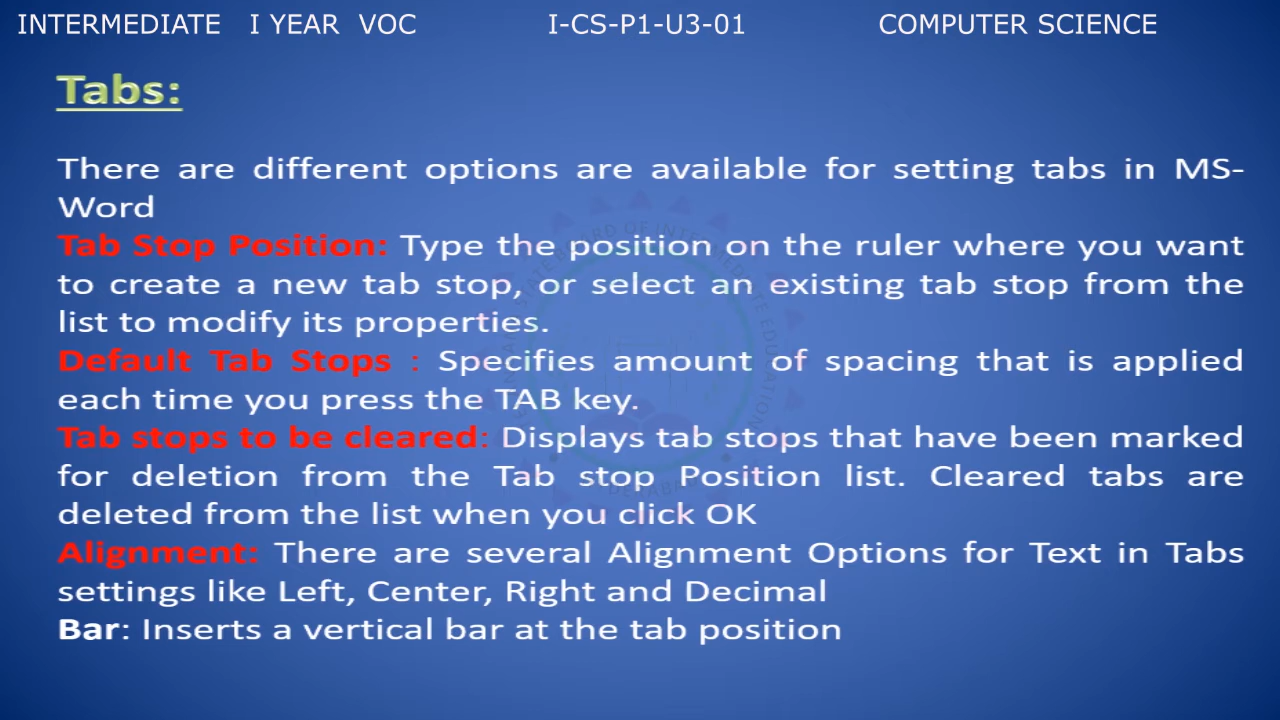 INTERMEDIATE I YEAR VOC I-CS-P1-U3-01 COMPUTER SCIENCE
Tabs:
There are different options are available for setting tabs in MS-
Word
Tab Stop Position: Type the position on the ruler where you want
to create a new tab stop, or select an existing tab stop from the
list to modify its properties.
Default Tab Stops : Specifies amount of spacing that is applied
each time you press the TAB key.
Tab stops to be cleared: Displays tab stops that have been marked
for deletion from the Tab stop Position list. Cleared tabs are
deleted from the list when you click OK
Alignment: There are several Alignment Options for Text in Tabs
settings like Left, Center, Right and Decimal
Bar: Inserts a vertical bar at the tab position